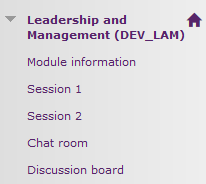 Leadership and
Management (DEV_LAM)
Module information
Session 1
Session 2
Chat room
Discussion board